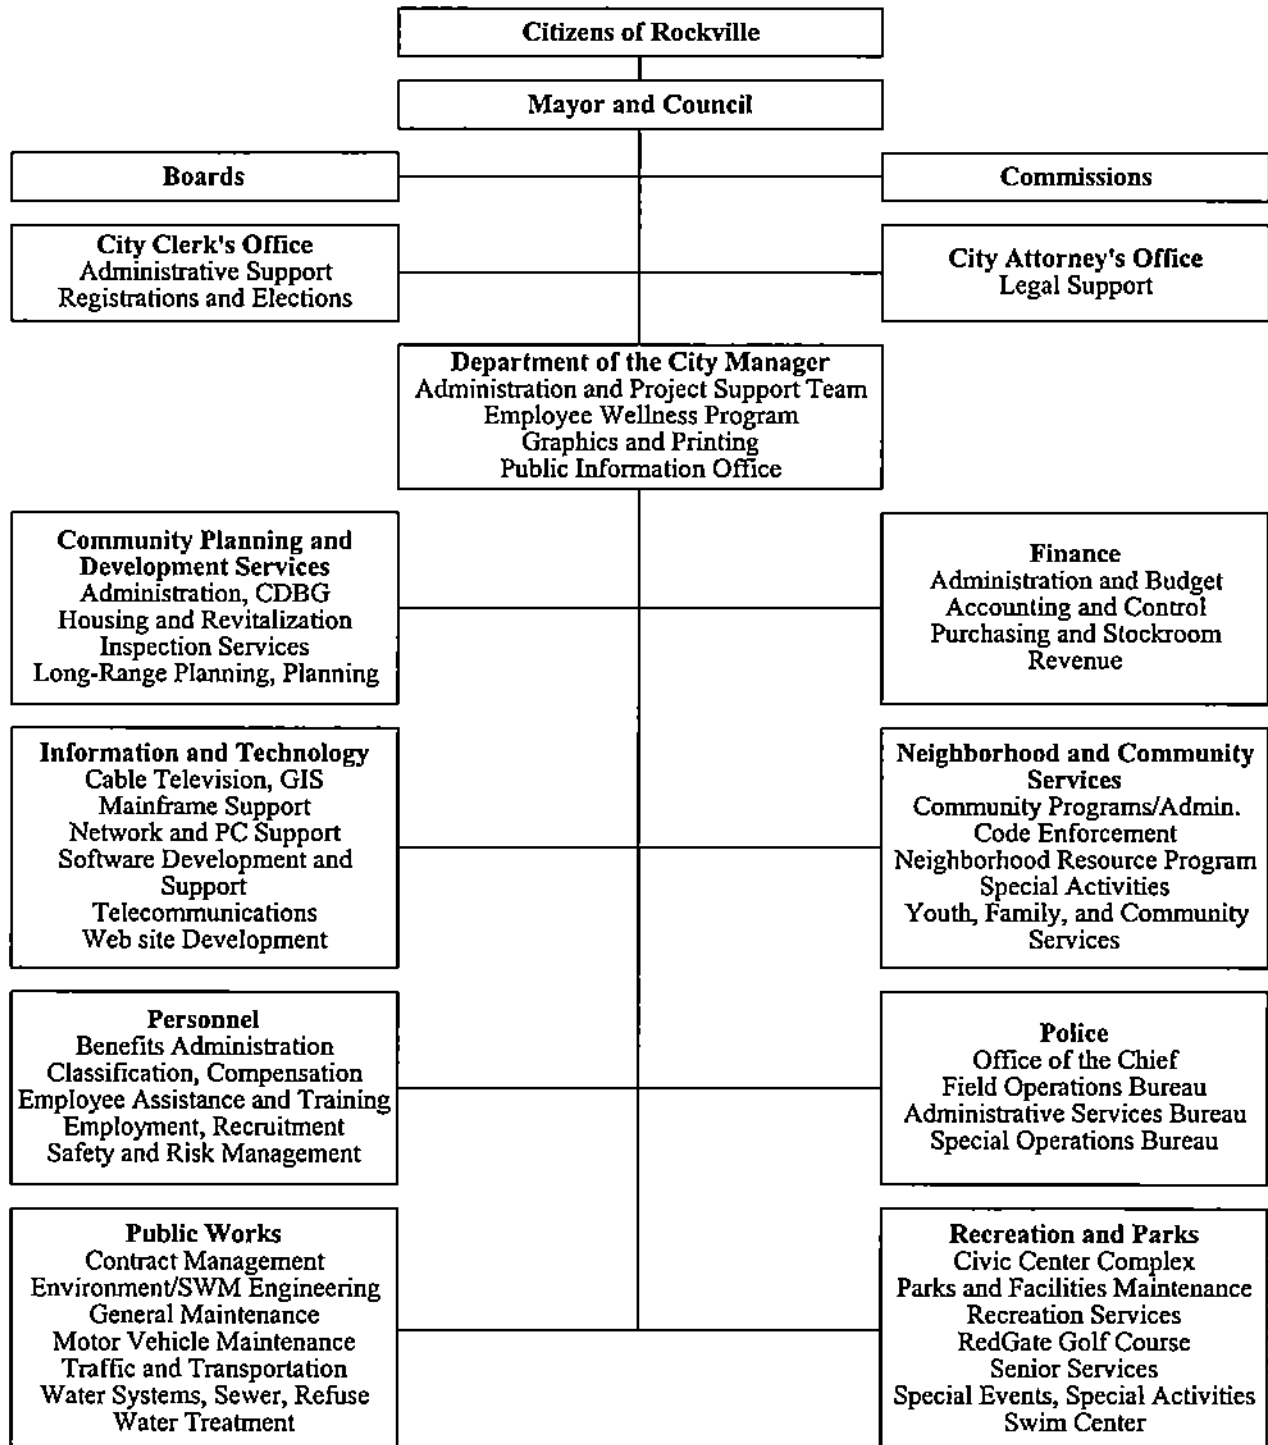 Citizens of Rockville
Mayor and Council
Boards
Commissions
City Clerk's Office
Administrative Support
Registrations and Elections
City Attorney's Office
Legal Support
Department of the City Manager
Administration and Project Support Team
Employee Wellness Program
Graphics and Printing
Public Information Office
Community Planning and
Development Services
Administration, CDBG
Housing and Revitalization
Inspection Services
Long-Range Planning, Planning
Finance
Administration and Budget
Accounting and Control
Purchasing and Stockroom
Revenue
Information and Technology
Cable Television, GIS
Mainframe Support
Network and PC Support
Software Development and
Support
Telecommunications
Web site Development
Neighborhood and Community
Services
Community Programs/Admin.
Code Enforcement
Neighborhood Resource Program
Special Activities
Youth, Family, and Community
Services
Personnel
Benefits Administration
Classification, Compensation
Employee Assistance and Training
Employment, Recruitment
Safety and Risk Management
Police
Office of the Chief
Field Operations Bureau
Administrative Services Bureau
Special Operations Bureau
Public Works
Contract Management
Environment/SWM Engineering
General Maintenance
Motor Vehicle Maintenance
Traffic and Transportation
Water Systems, Sewer, Refuse
Water Treatment
Recreation and Parks
Civic Center Complex
Parks and Facilities Maintenance
Recreation Services
RedGate Golf Course
Senior Services
Special Events, Special Activities
Swim Center